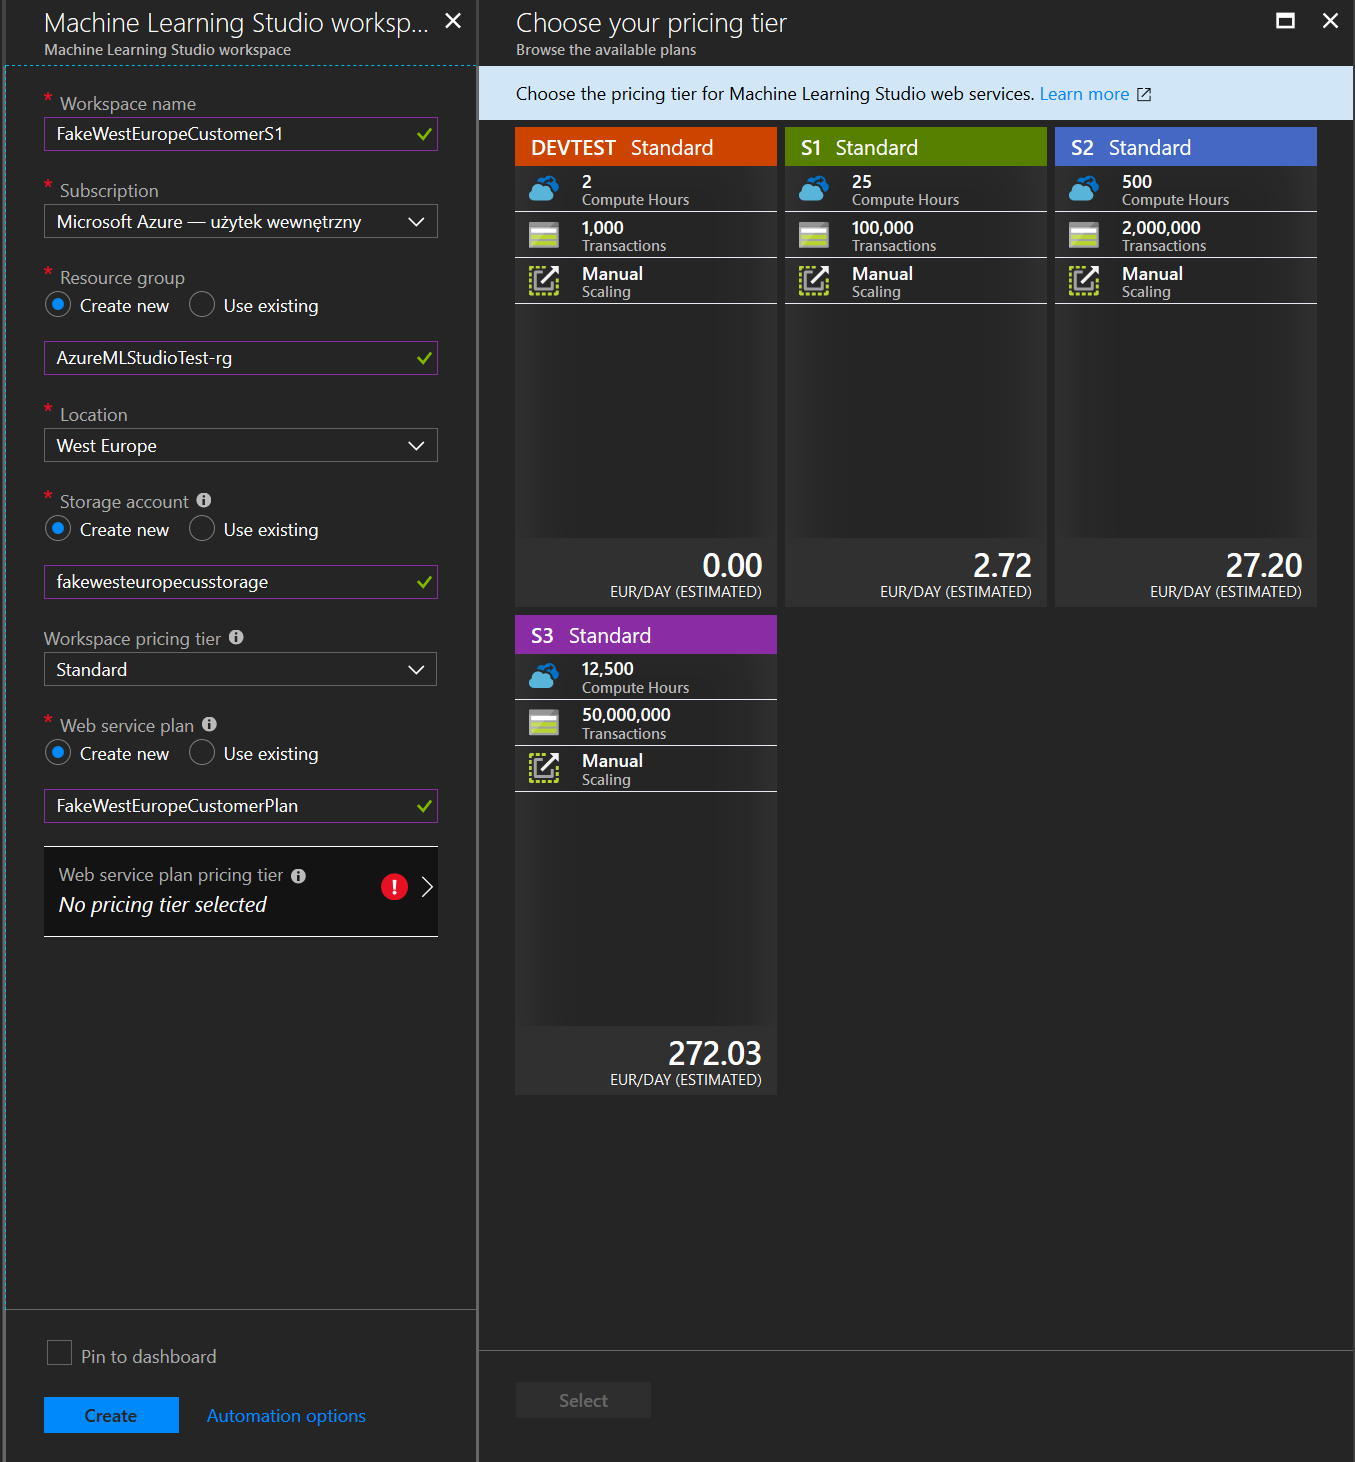 Machine Learning Studio worksp...
Machine Learning Studio workspace
* Workspace name
FakeWestEuropeCustomerS1
* Subscription
Microsoft Azure — użytek wewnętrzny
* Resource group
Create new Use existing
AzureMLStudioTest-rg
* Location
West Europe
* Storage account
Create new Use existing
fakewesteuropecusstorage
Workspace pricing tier
Standard
* Web service plan
Create new Use existing
FakeWestEuropeCustomerPlan
Web service plan pricing tier
No pricing tier selected
Pin to dashboard
Create Automation options
Choose your pricing tier
Browse the available plans
Choose the pricing tier for Machine Learning Studio web services. Learn more
DEVTEST Standard
2
Compute Hours
1,000
Transactions
Manual
Scaling
0.00
EUR/DAY (ESTIMATED)
S1 Standard
25
Compute Hours
100,000
Transactions
Manual
Scaling
2.72
EUR/DAY (ESTIMATED)
S2 Standard
500
Compute Hours
2,000,000
Transactions
Manual
Scaling
27.20
EUR/DAY (ESTIMATED)
S3 Standard
12,500
Compute Hours
50,000,000
Transactions
Manual
Scaling
272.03
EUR/DAY (ESTIMATED)
Select